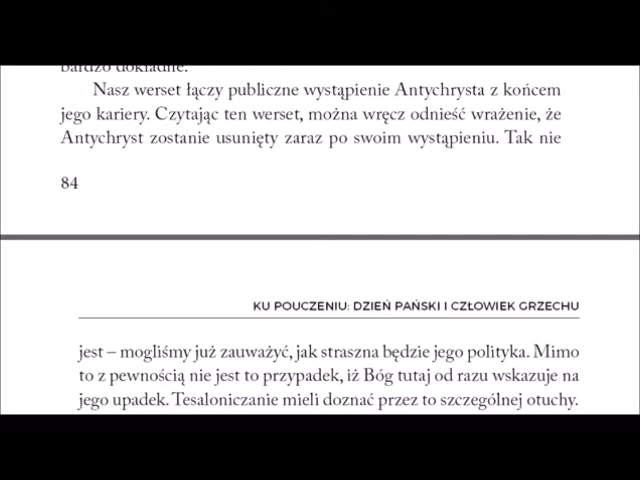 bardzo dokładne.
Nasz werset łączy publiczne wystąpienie Antychrysta z końcem
jego kariery. Czytając ten werset, można wręcz odnieść wrażenie, że
Antychryst zostanie usunięty zaraz po swoim wystąpieniu. Tak nie
84
KU POUCZENIU: DZIEŃ PAŃSKI I CZŁOWIEK GRZECHU
jest – mogliśmy już zauważyć, jak straszna będzie jego polityka. Mimo
to z pewnością nie jest to przypadek, iż Bóg tutaj od razu wskazuje na
jego upadek. Tesaloniczanie mieli doznać przez to szczególnej otuchy.